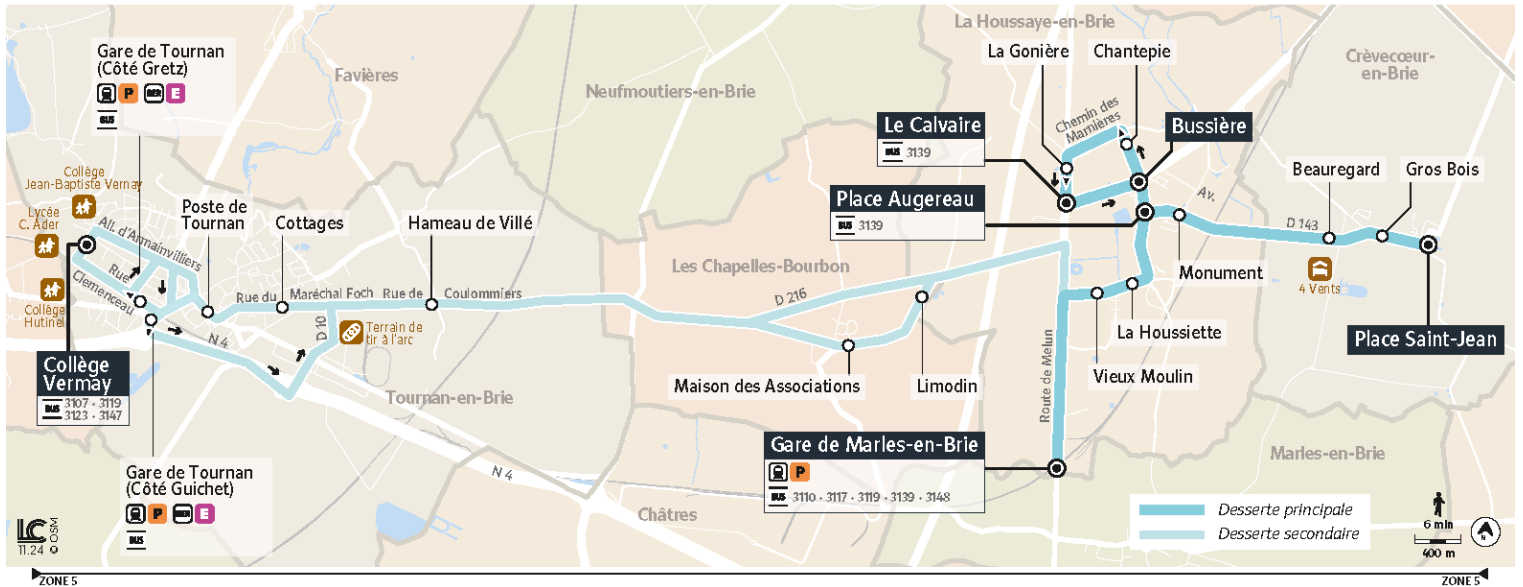 La Houssaye-en-Brie
Gare de Tournan
(Côté Gretz)
P
RER
E
BUS
Favières
Neufmoutiers-en-Brie
La Gonière
Chantepie
Crèvecœur-
en-Brie
Chemin des
Marnières
Le Calvaire
BUS 3139
Bussière
Place Augereau
BUS 3139
Av.
Beauregard
Gros Bois
D 143
4 Vents
Monument
Place Saint-Jean
Collège
Jean-Baptiste Vernay
Lycée
C. Ader
Collège
Hutinel
All. d'Armainvilliers
Rue
Clemenceau
Poste de
Tournan
Cottages
Hameau de Villé
Rue du
Maréchal Foch
Rue de
Coulommiers
Les Chapelles-Bourbon
D 216
D 10
Terrain de
tir à l'arc
N 4
Collège
Vermay
BUS 3107 • 3119
3123 • 3147
Tournan-en-Brie
Maison des Associations
Limodin
Route de Melun
La Houssiette
Vieux Moulin
Gare de Marles-en-Brie
P
BUS 3110 • 3117 • 3119 • 3139 • 3148
Marles-en-Brie
Gare de Tournan
(Côté Guichet)
P
RER
E
BUS
N 4
Châtres
Desserte principale
Desserte secondaire
6 min
400 m
N
LC
11.24
© OSM
ZONE 5
ZONE 5